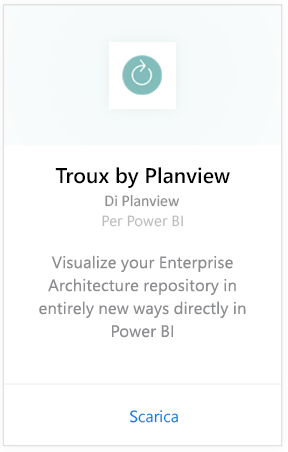 Troux by Planview
Di Planview
Per Power BI
Visualize your Enterprise
Architecture repository in
entirely new ways directly in
Power BI
Scarica